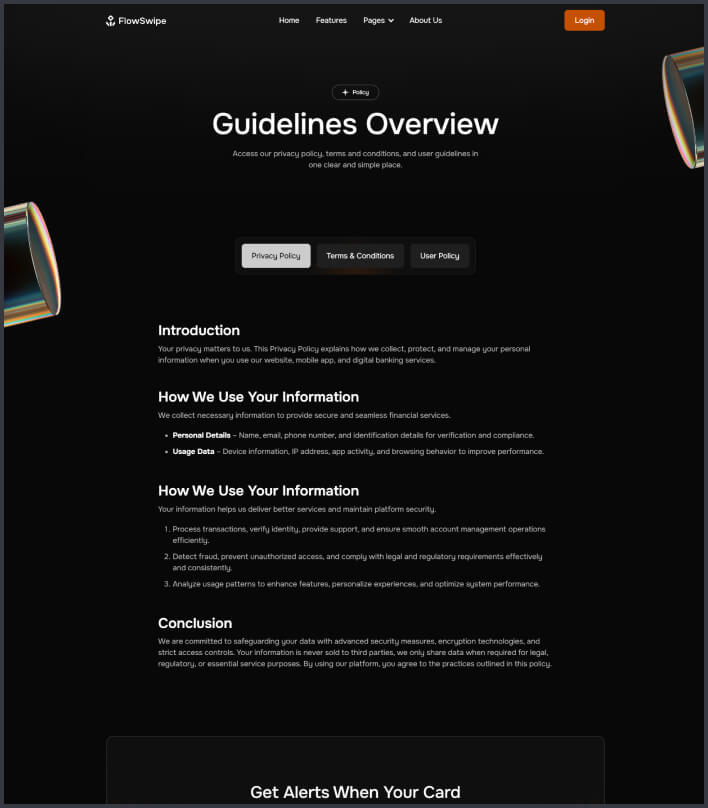 FlowSwipe
Home Features Pages About Us
Login
Policy
Guidelines Overview
Access our privacy policy, terms and conditions, and user guidelines in
one clear and simple place.
Privacy Policy Terms & Conditions User Policy
Introduction
Your privacy matters to us. This Privacy Policy explains how we collect, protect, and manage your personal
information when you use our website, mobile app, and digital banking services.
How We Use Your Information
We collect necessary information to provide secure and seamless financial services.
• Personal Details – Name, email, phone number, and identification details for verification and compliance.
• Usage Data – Device information, IP address, app activity, and browsing behavior to improve performance.
How We Use Your Information
Your information helps us deliver better services and maintain platform security.
1. Process transactions, verify identity, provide support, and ensure smooth account management operations
efficiently.
2. Detect fraud, prevent unauthorized access, and comply with legal and regulatory requirements effectively
and consistently.
3. Analyze usage patterns to enhance features, personalize experiences, and optimize system performance.
Conclusion
We are committed to safeguarding your data with advanced security measures, encryption technologies, and
strict access controls. Your information is never sold to third parties, we only share data when required for legal,
regulatory, or essential service purposes. By using our platform, you agree to the practices outlined in this policy.
Get Alerts When Your Card